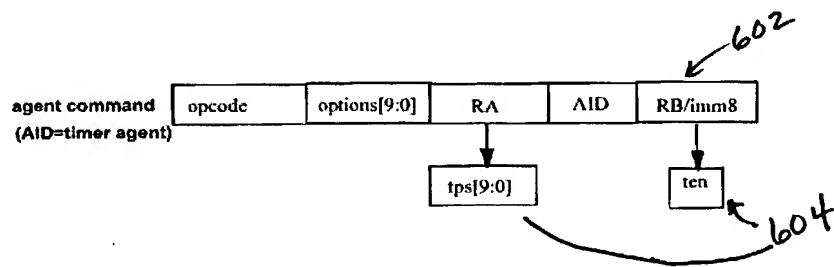 602
agent command
(AID=timer agent)
opcode
options[9:0]
RA
AID
RB/imm8
tps[9:0]
ten
604